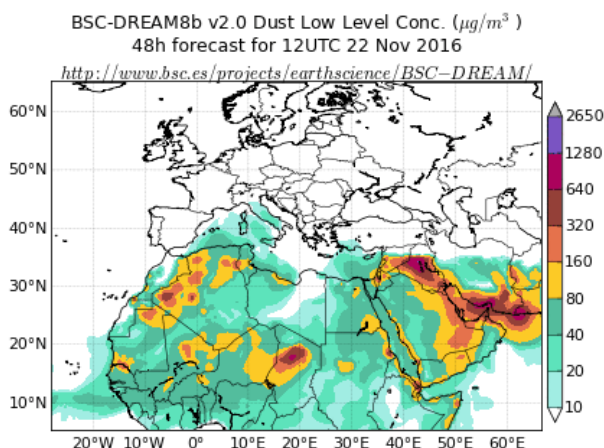 BSC-DREAM8b v2.0 Dust Low Level Conc. (μg/m³ )
48h forecast for 12UTC 22 Nov 2016
http://www.bsc.es/projects/earthscience/BSC−DREAM/
60°N
50°N
40°N
30°N
20°N
10°N
20°W 10°W 0° 10°E 20°E 30°E 40°E 50°E 60°E
2650
1280
640
320
160
80
40
20
10